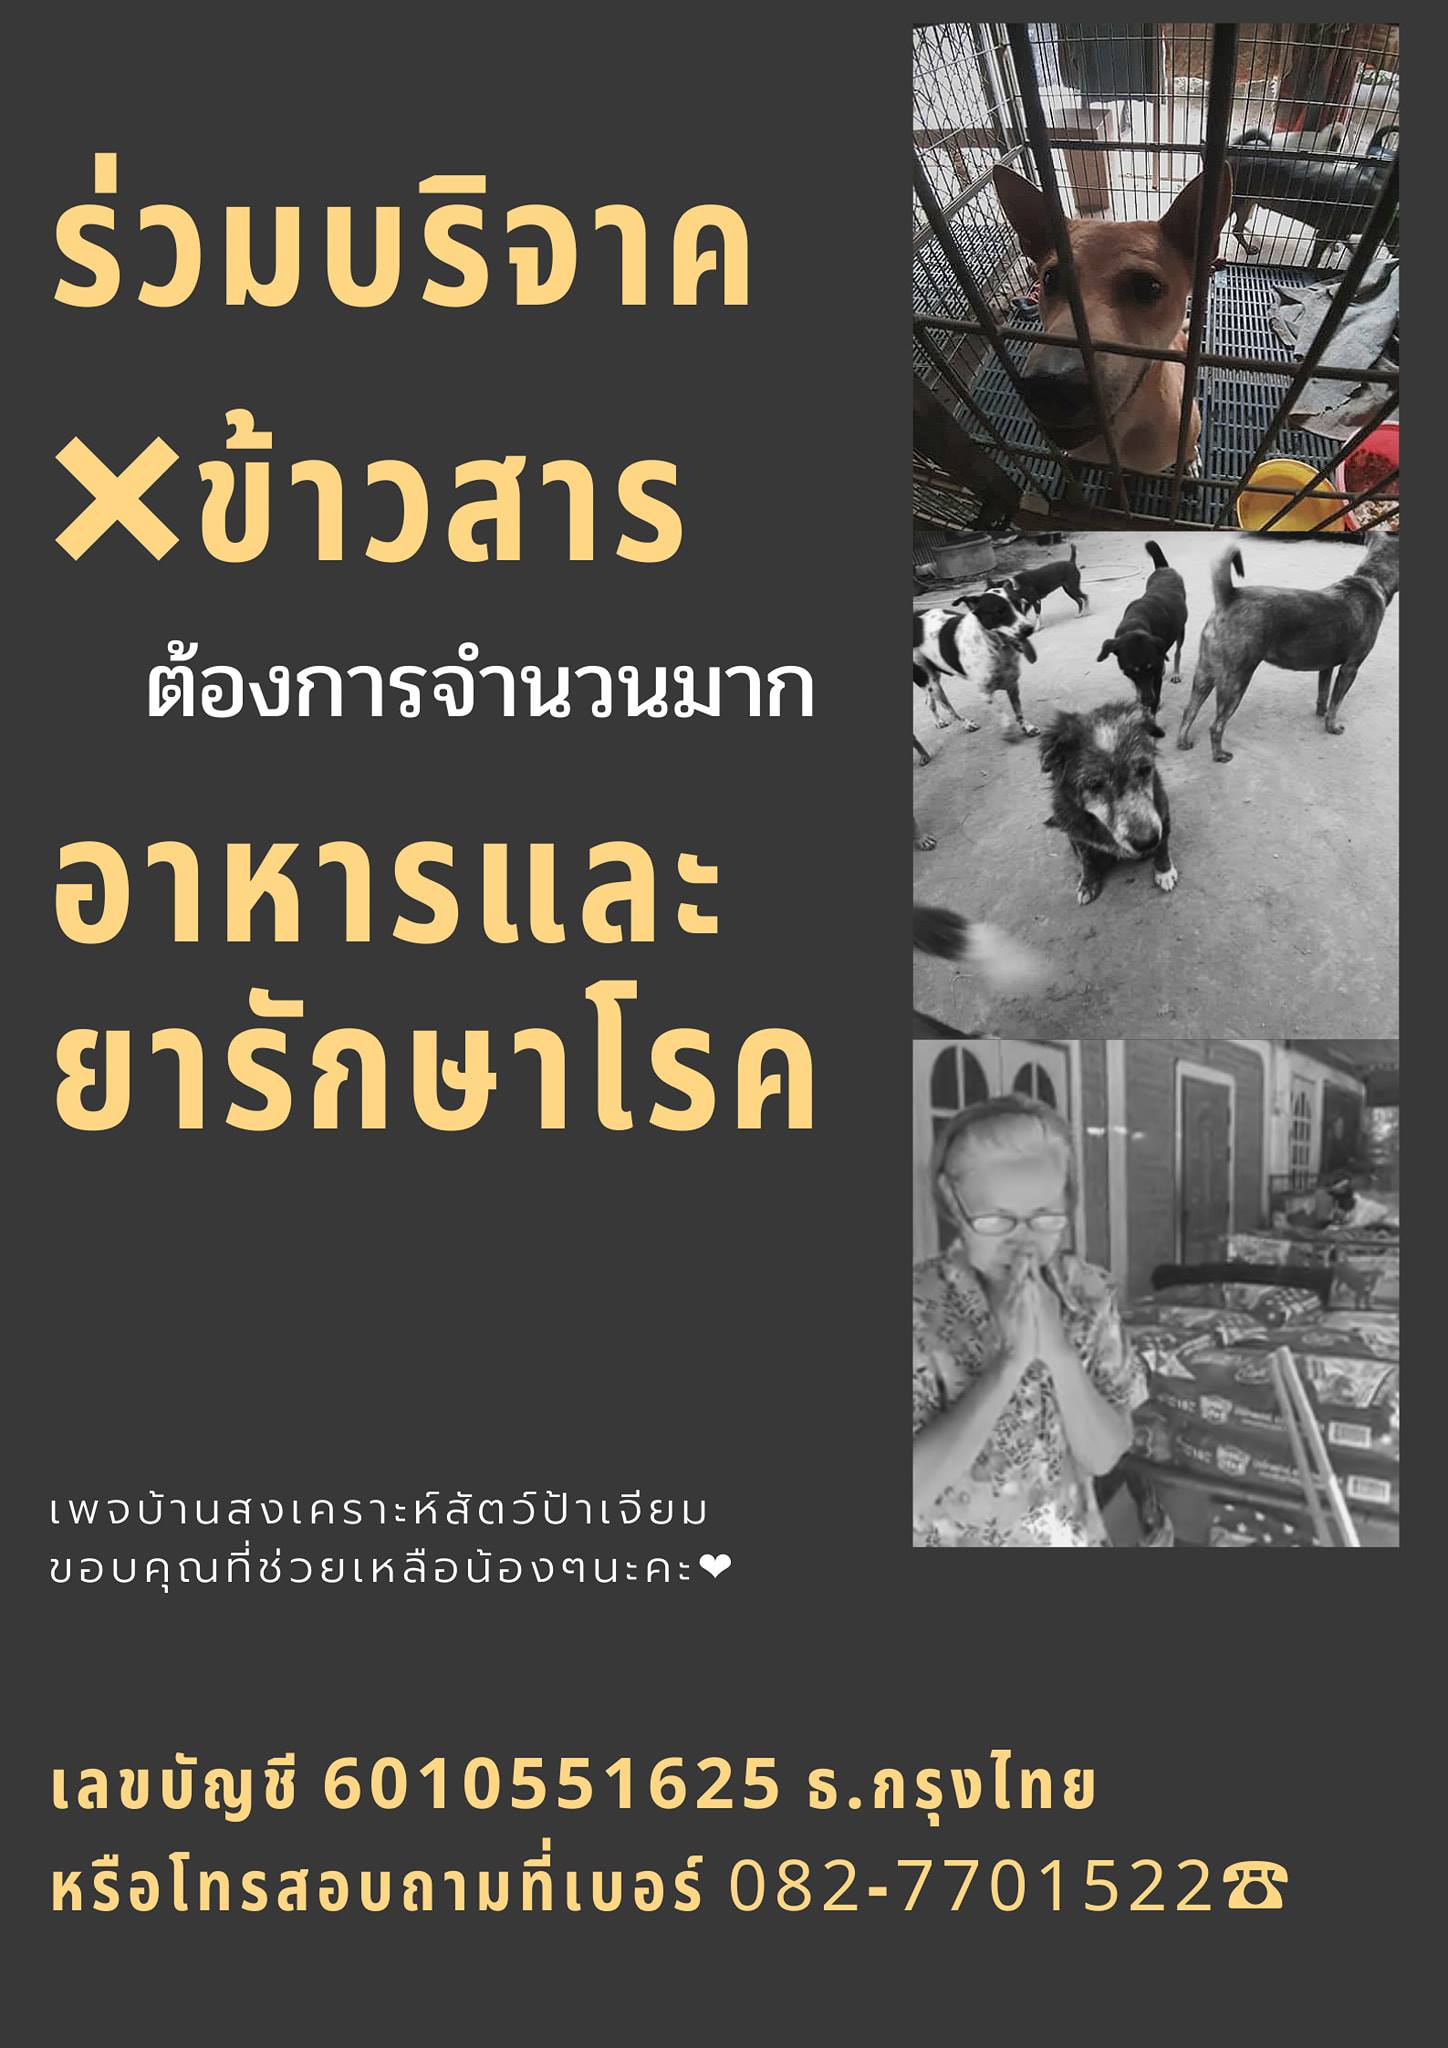 ร่วมบริจาค
❌ข้าวสาร
ต้องการจำนวนมาก
อาหารและ
ยารักษาโรค
เพจบ้านสงเคราะห์สัตว์ป้าเจียม
ขอบคุณที่ช่วยเหลือน้องๆนะคะ❤
เลขบัญชี 6010551625 ธ.กรุงไทย
หรือโทรสอบถามที่เบอร์ 082-7701522☎